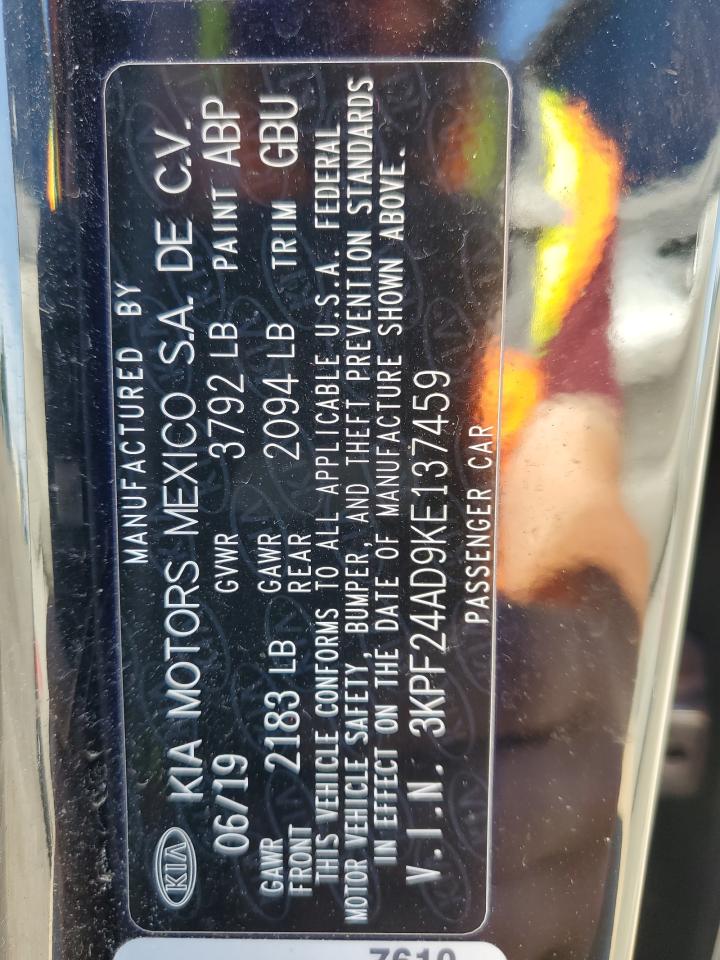 MANUFACTURED BY
KIA KIA MOTORS MEXICO S.A. DE C.V.
06/19 GVWR 3792 LB PAINT ABP
GAWR FRONT 2183 LB GAWR REAR 2094 LB TRIM GBU
THIS VEHICLE CONFORMS TO ALL APPLICABLE U.S.A. FEDERAL
MOTOR VEHICLE SAFETY, BUMPER, AND THEFT PREVENTION STANDARDS
IN EFFECT ON THE DATE OF MANUFACTURE SHOWN ABOVE.
V.I.N. 3KPF24AD9KE137459
PASSENGER CAR